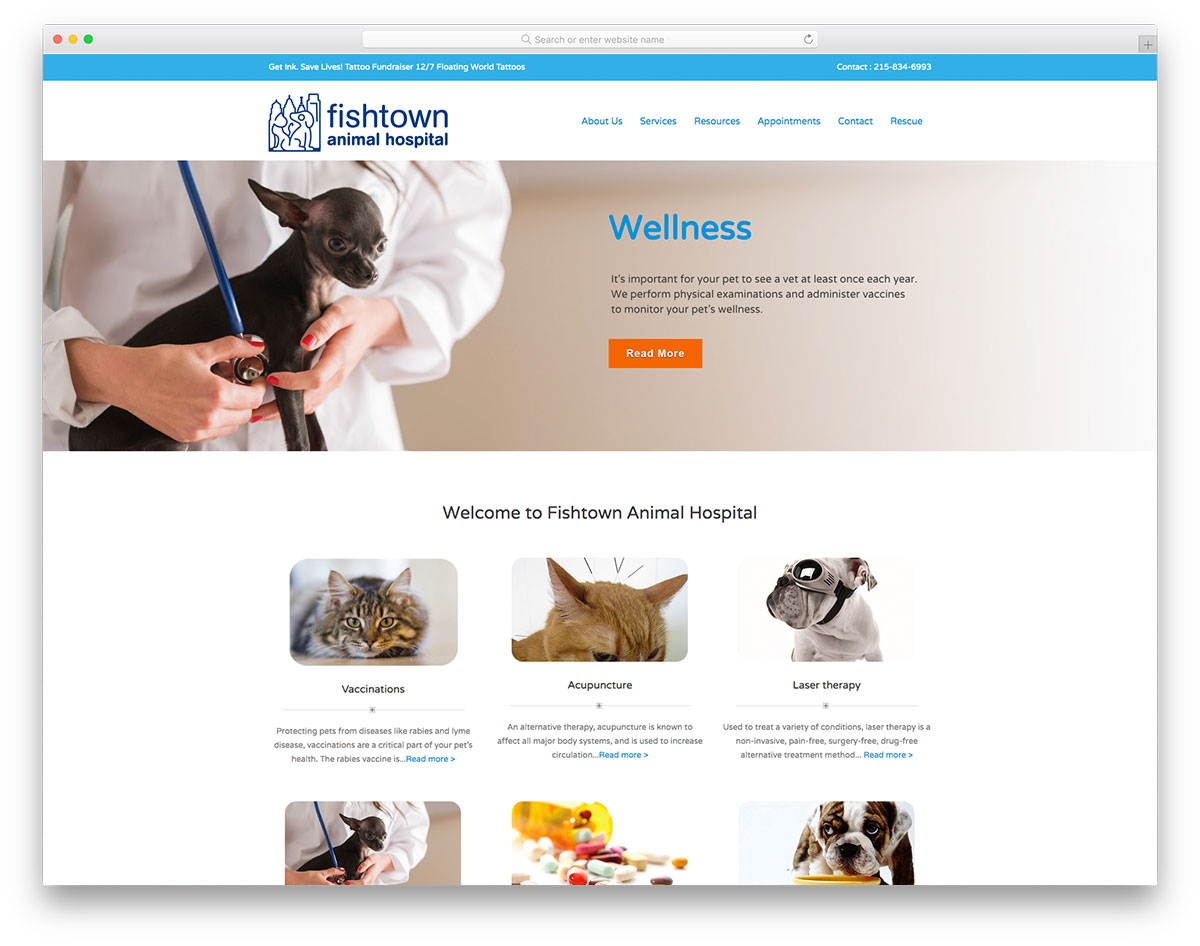 Search or enter website name
Get Ink. Save Lives! Tattoo Fundraiser 12/7 Floating World Tattoos
Contact : 215-834-6993
fishtown
animal hospital
About Us
Services
Resources
Appointments
Contact
Rescue
Wellness
It's important for your pet to see a vet at least once each year.
We perform physical examinations and administer vaccines
to monitor your pet's wellness.
Read More
Welcome to Fishtown Animal Hospital
Vaccinations
Protecting pets from diseases like rabies and lyme
disease, vaccinations are a critical part of your pet's
health. The rabies vaccine is...Read more >
Acupuncture
An alternative therapy, acupuncture is known to
affect all major body systems, and is used to increase
circulation...Read more >
Laser therapy
Used to treat a variety of conditions, laser therapy is a
non-invasive, pain-free, surgery-free, drug-free
alternative treatment method... Read more >